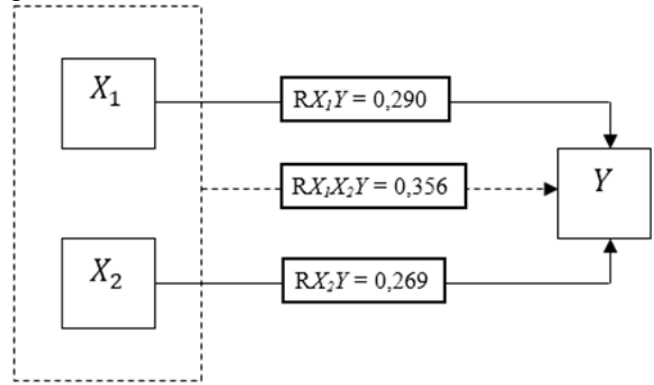 X₁
RX₁Y = 0,290
RX₁X₂Y = 0,356
Y
X₂
RX₂Y = 0,269